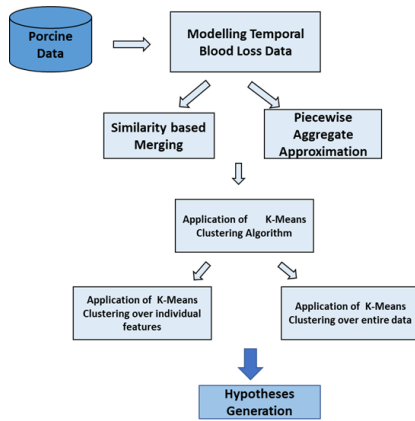 Porcine
Data
Modelling Temporal
Blood Loss Data
Similarity based
Merging
Piecewise
Aggregate
Approximation
Application of K-Means
Clustering Algorithm
Application of K-Means
Clustering over individual
features
Application of K-Means
Clustering over entire data
Hypotheses
Generation